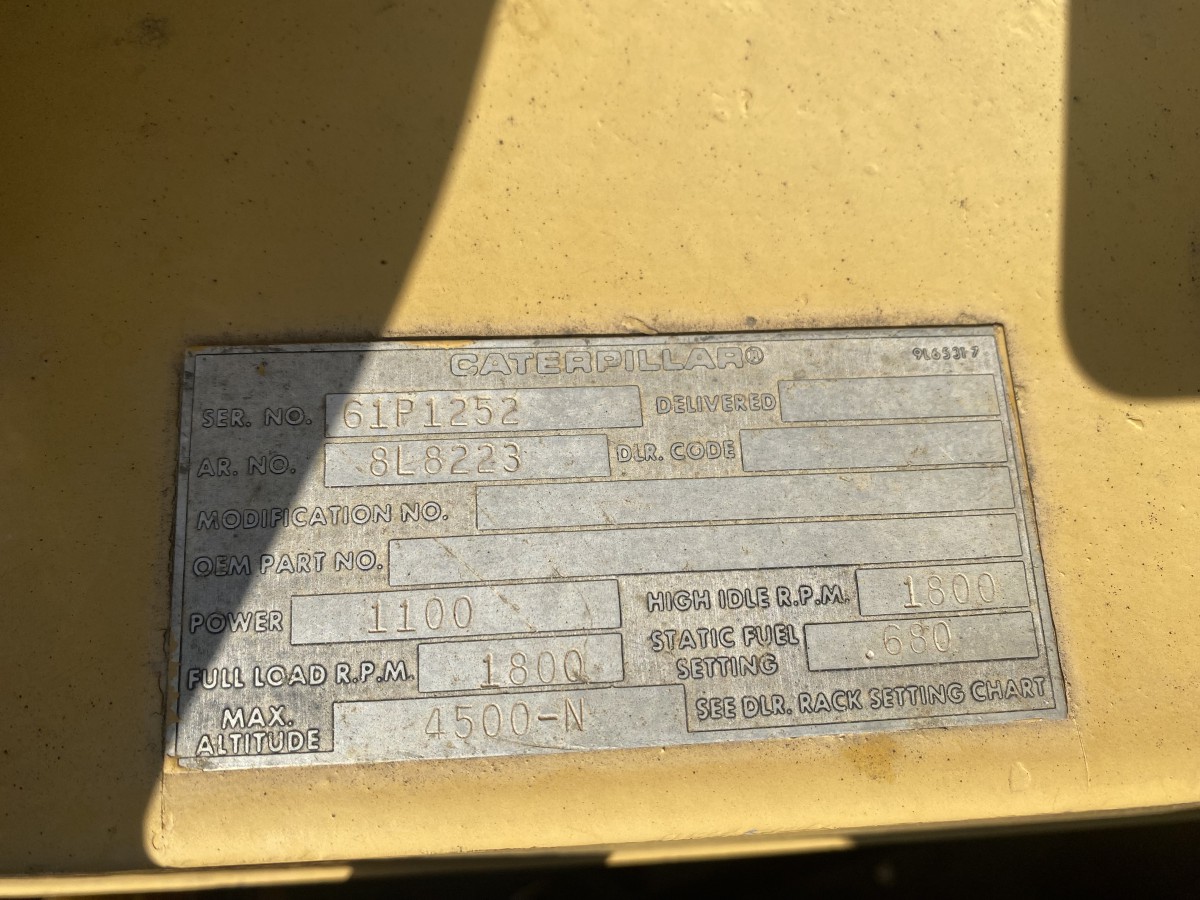 CATERPILLAR®
9L6531-7
SER. NO. 61P1252 DELIVERED
AR. NO. 8L8223 DLR. CODE
MODIFICATION NO.
OEM PART NO.
POWER 1100 HIGH IDLE R.P.M. 1800
FULL LOAD R.P.M. 1800 STATIC FUEL SETTING .680
MAX. ALTITUDE 4500-N SEE DLR. RACK SETTING CHART